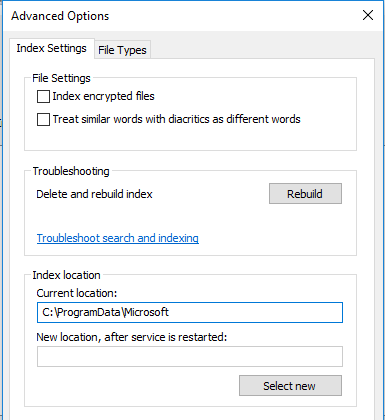 Advanced Options
Index Settings
File Types
File Settings
Index encrypted files
Treat similar words with diacritics as different words
Troubleshooting
Delete and rebuild index
Rebuild
Troubleshoot search and indexing
Index location
Current location:
C:\ProgramData\Microsoft
New location, after service is restarted:
Select new